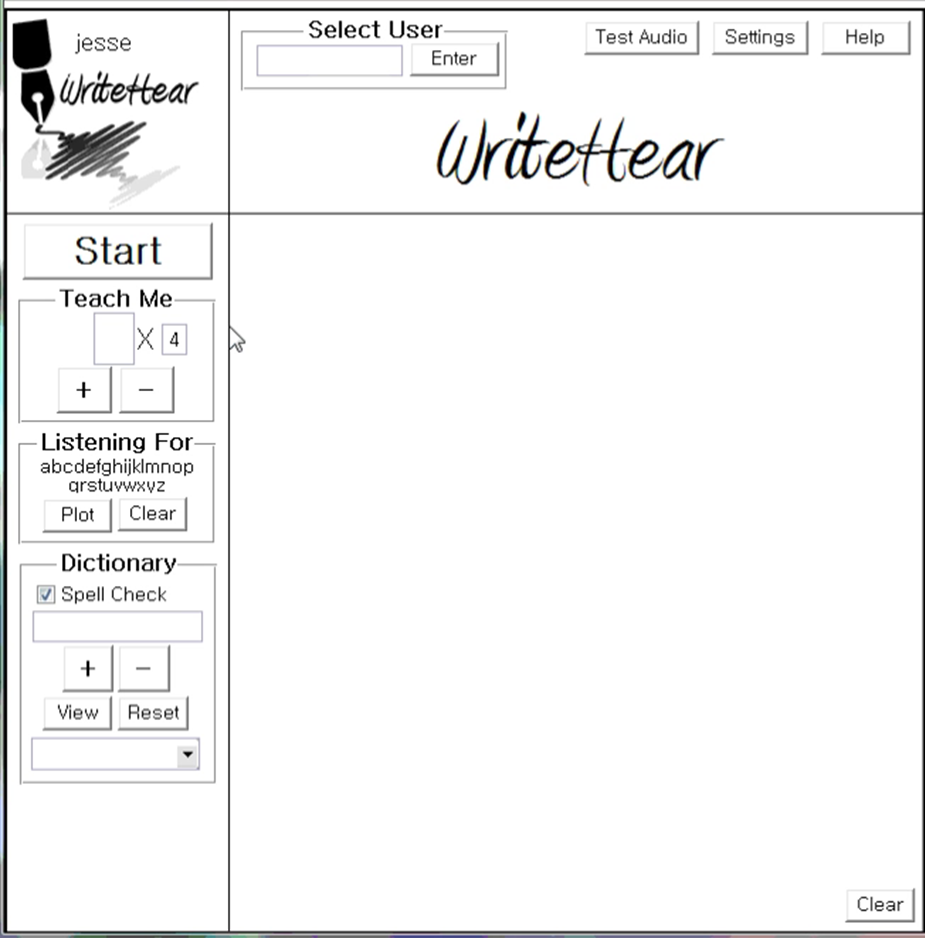 jesse
WriteHear
Select User
Enter
Test Audio
Settings
Help
WriteHear
Start
Teach Me
X 4
+ −
Listening For
abcdefghijklmnop
qrstuvwxyz
Plot Clear
Dictionary
Spell Check
+ −
View Reset
Clear